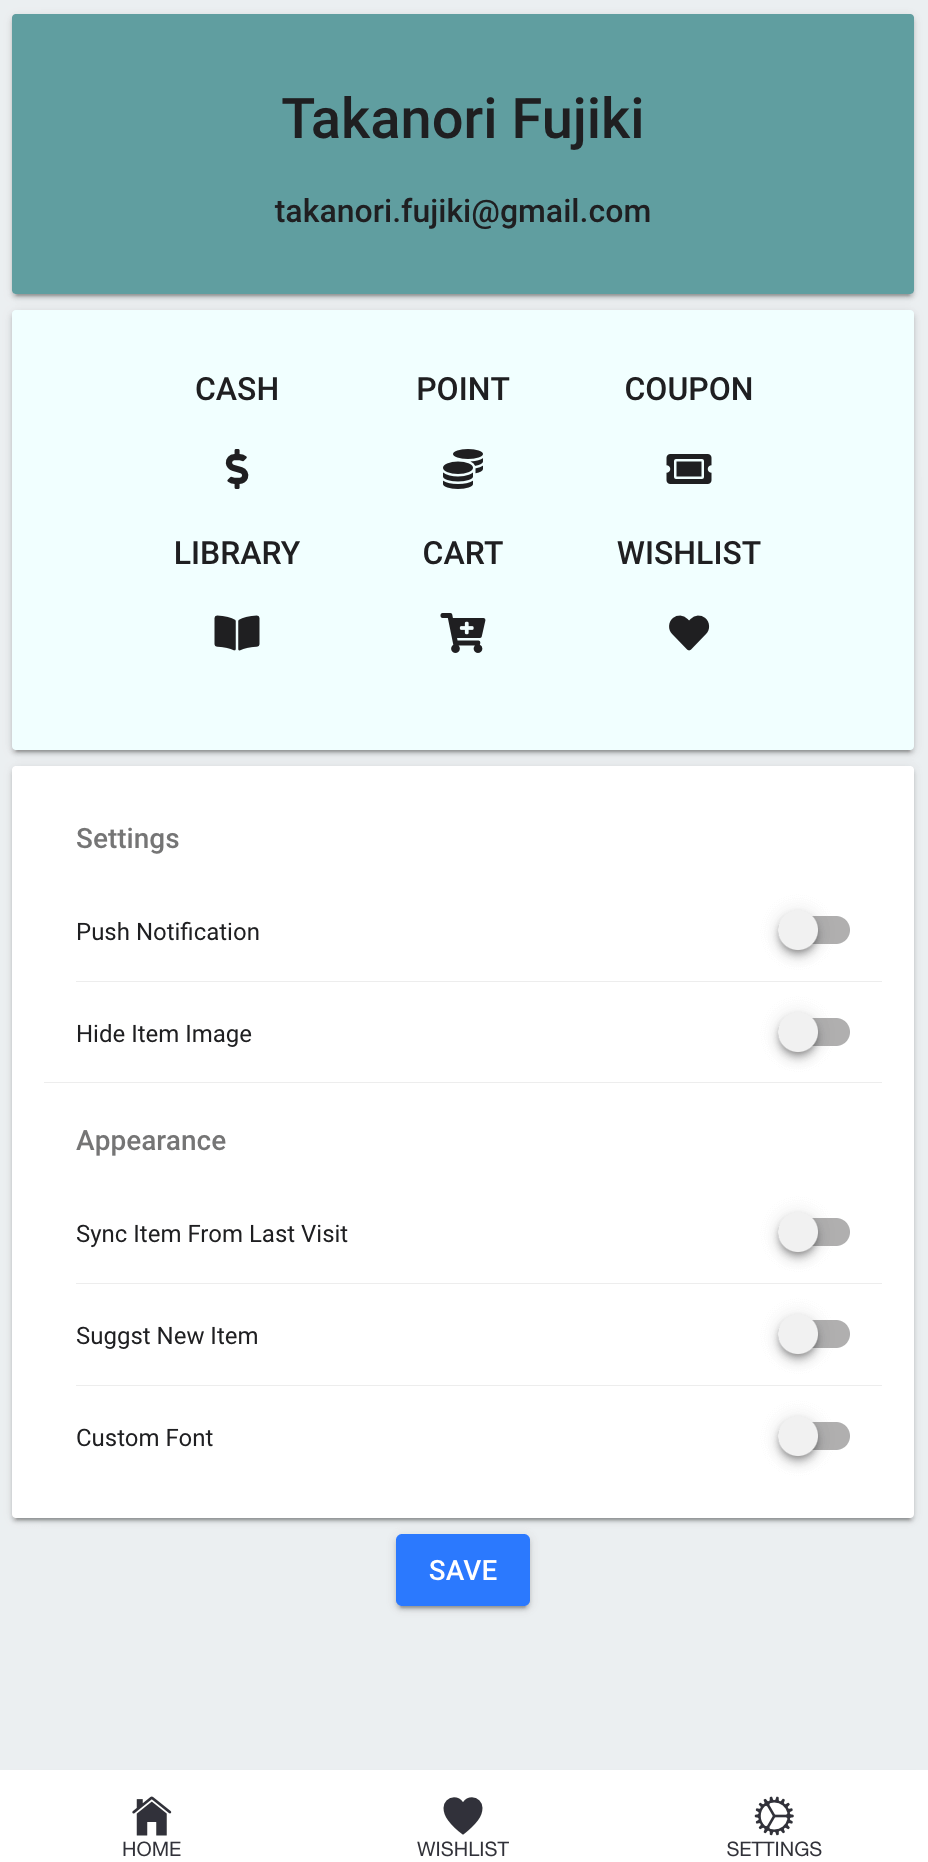 Takanori Fujiki
takanori.fujiki@gmail.com
CASH POINT COUPON
LIBRARY CART WISHLIST
Settings
Push Notification
Hide Item Image
Appearance
Sync Item From Last Visit
Suggst New Item
Custom Font
SAVE
HOME WISHLIST SETTINGS